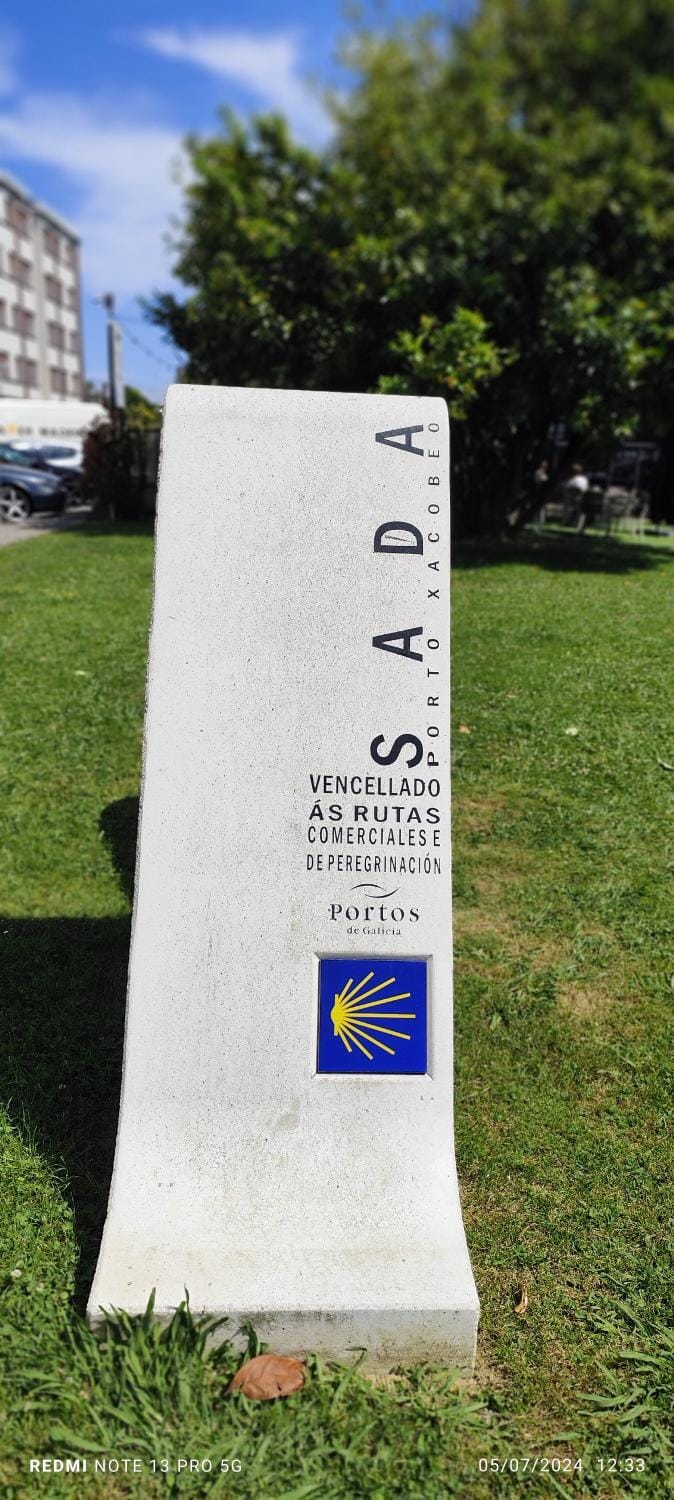 SADA
PORTO XACOBEO
VENCELLADO
ÁS RUTAS
COMERCIALES E
DE PEREGRINACIÓN
Portos
de Galicia
REDMI NOTE 13 PRO 5G
05/07/2024 12:33